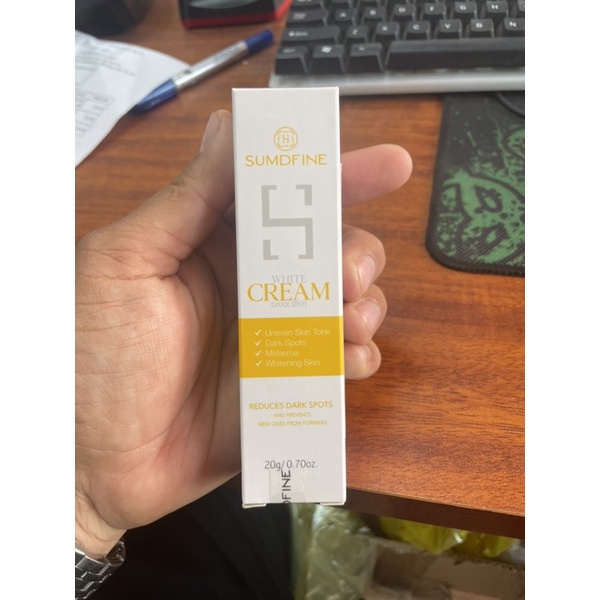 SUMDFINE
WHITE
CREAM
DARK SPOT
✓ Uneven Skin Tone
✓ Dark Spots
✓ Melasma
✓ Whitening Skin
REDUCES DARK SPOTS
AND PREVENTS
NEW ONES FROM FORMING
20g/0.70oz.
DFINE